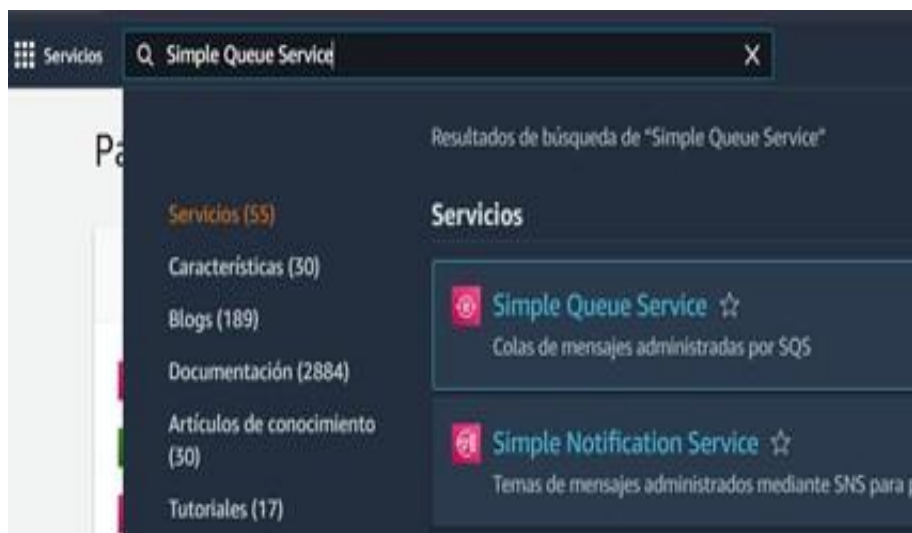 Servicios
Simple Queue Service
X
Resultados de búsqueda de "Simple Queue Service"
Servicios (55)
Características (30)
Blogs (189)
Documentación (2884)
Artículos de conocimiento
(30)
Tutoriales (17)
Servicios
Simple Queue Service
Colas de mensajes administradas por SQS
Simple Notification Service
Temas de mensajes administrados mediante SNS para